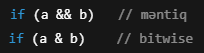 if (a && b)   // məntiq
if (a & b)    // bitwise